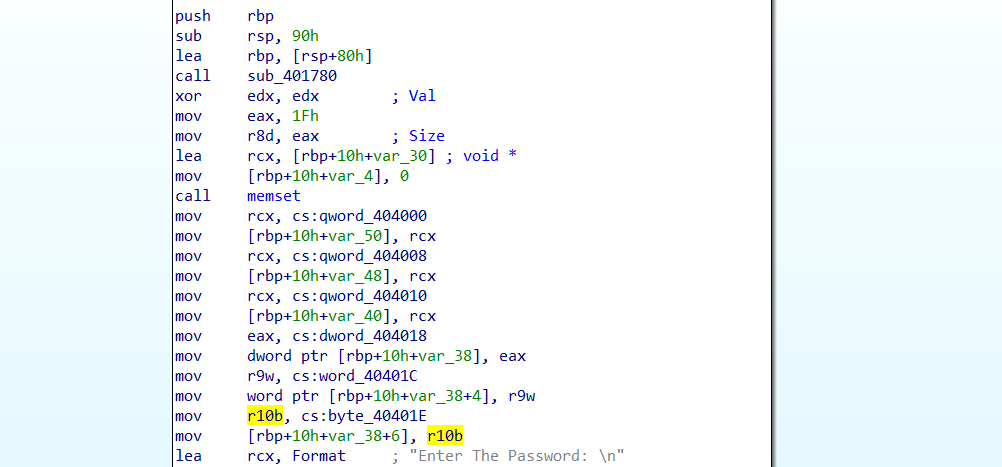 push rbp
sub rsp, 90h
lea rbp, [rsp+80h]
call sub_401780
xor edx, edx ; Val
mov eax, 1Fh
mov r8d, eax ; Size
lea rcx, [rbp+10h+var_30] ; void *
mov [rbp+10h+var_4], 0
call memset
mov rcx, cs:qword_404000
mov [rbp+10h+var_50], rcx
mov rcx, cs:qword_404008
mov [rbp+10h+var_48], rcx
mov rcx, cs:qword_404010
mov [rbp+10h+var_40], rcx
mov eax, cs:dword_404018
mov dword ptr [rbp+10h+var_38], eax
mov r9w, cs:word_40401C
mov word ptr [rbp+10h+var_38+4], r9w
mov r10b, cs:byte_40401E
mov [rbp+10h+var_38+6], r10b
lea rcx, Format ; "Enter The Password: \n"